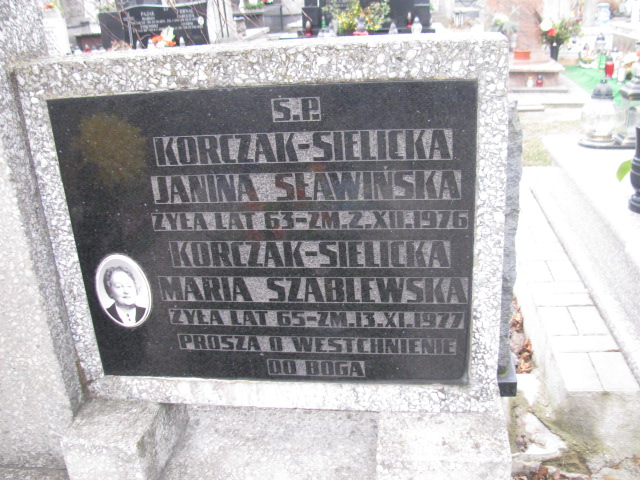 Ś.P.
KORCZAK-SIELICKA
JANINA SŁAWIŃSKA
ŻYŁA LAT 63-ZM.2.XII.1976
KORCZAK-SIELICKA
MARIA SZABLEWSKA
ŻYŁA LAT 65-ZM.13.XI.1977
PROSZĄ O WESTCHNIENIE
DO BOGA